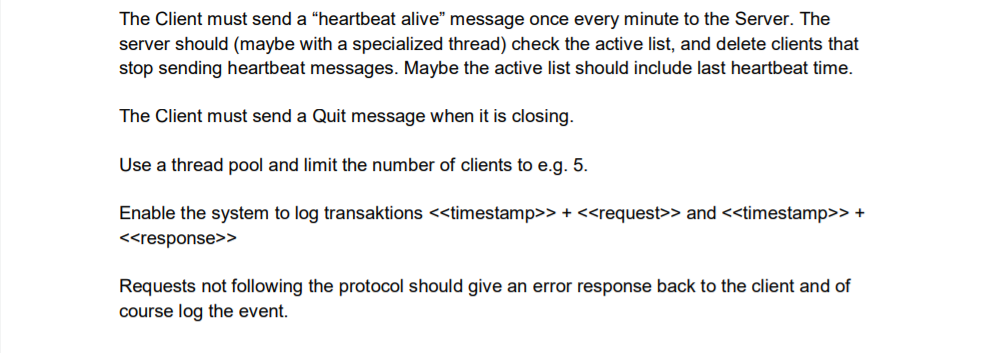 The Client must send a “heartbeat alive” message once every minute to the Server. The
server should (maybe with a specialized thread) check the active list, and delete clients that
stop sending heartbeat messages. Maybe the active list should include last heartbeat time.
The Client must send a Quit message when it is closing.
Use a thread pool and limit the number of clients to e.g. 5.
Enable the system to log transaktions <<timestamp>> + <<request>> and <<timestamp>> +
<<response>>
Requests not following the protocol should give an error response back to the client and of
course log the event.